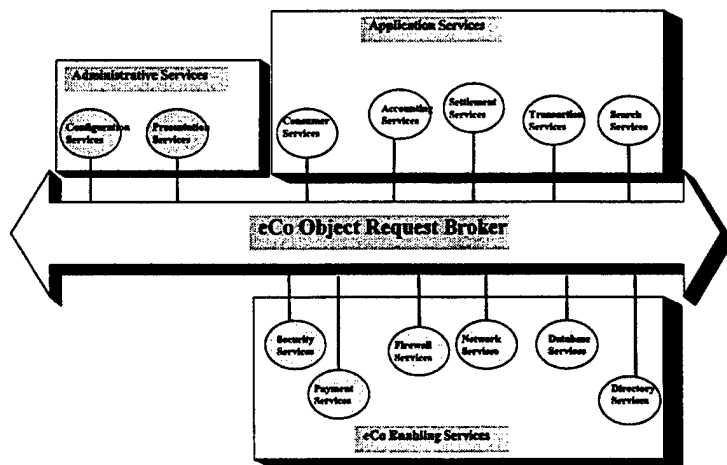 Application Services
Administrative Services
Configuration
Services
Presentation
Services
Consumer
Services
Accounting
Services
Settlement
Services
Transaction
Services
Search
Services
eCo Object Request Broker
Security
Services
Payment
Services
Firewall
Services
Network
Services
Database
Services
Directory
Services
eCo Enabling Services